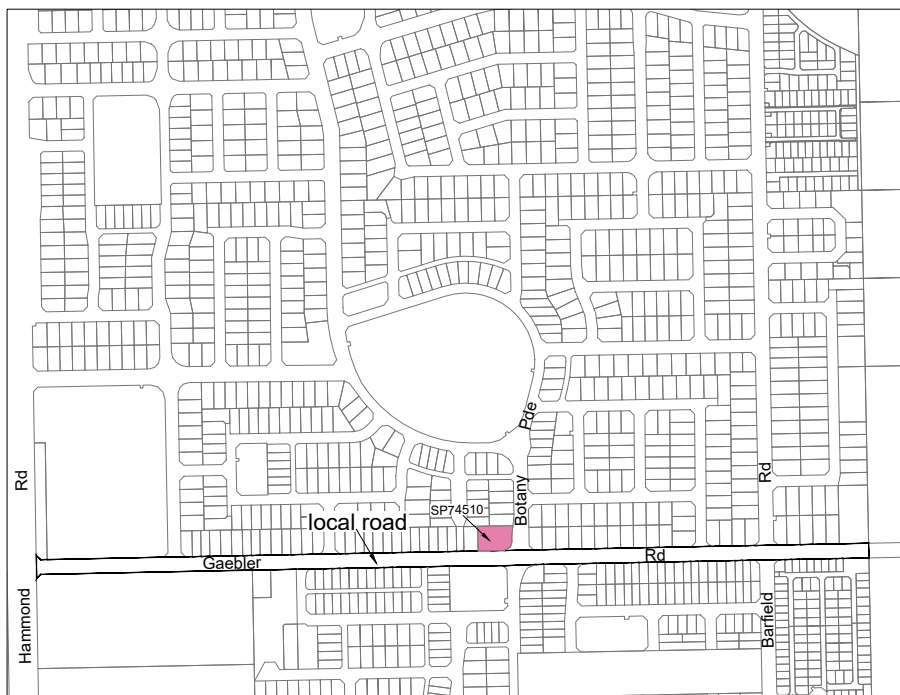 Pde
Rd
Rd
Botany
SP74510
local road
Gaebler
Rd
Hammond
Barfield